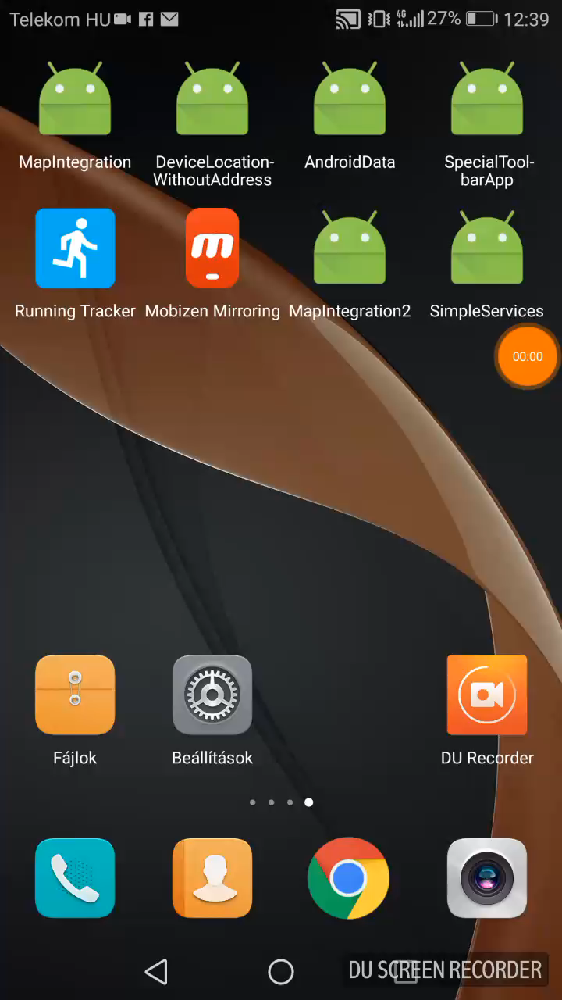 Telekom HU 4G 27% 12:39
MapIntegration
DeviceLocation-
WithoutAddress
AndroidData
SpecialTool-
barApp
m
Running Tracker
Mobizen Mirroring
MapIntegration2
SimpleServices
00:00
Fájlok
Beállítások
DU Recorder
DU SCREEN RECORDER